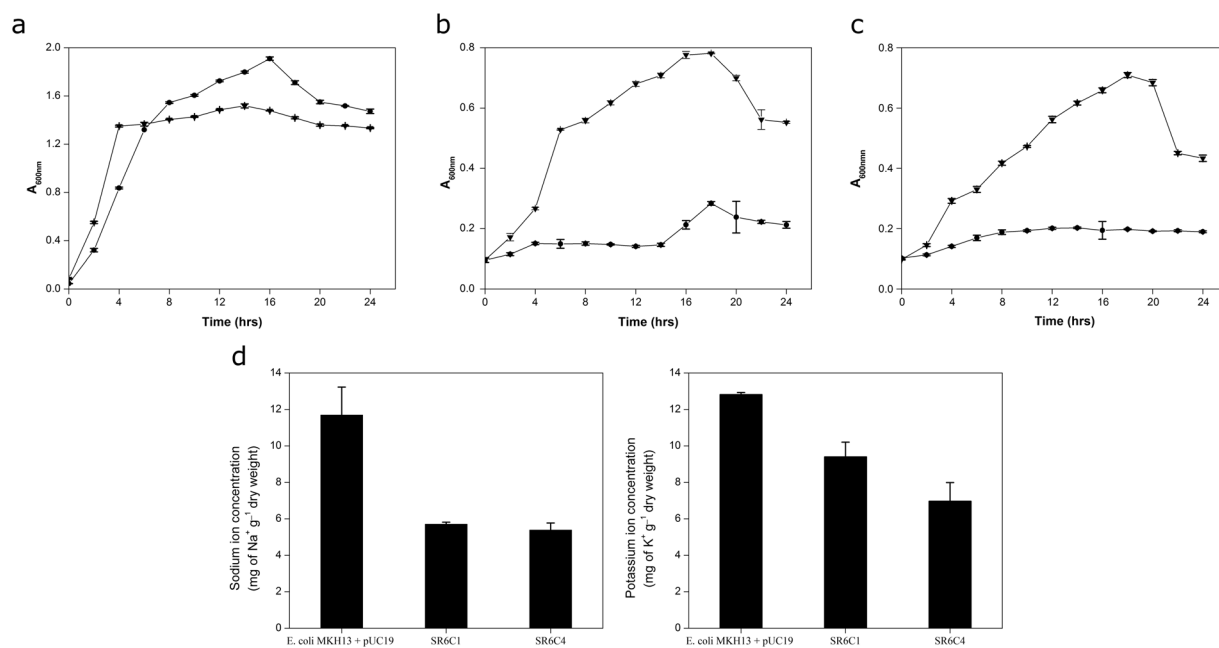 a
b
c
2.0
1.6
1.2
0.8
0.4
0.0
A600nm
0 4 8 12 16 20 24
Time (hrs)
0.8
0.6
0.4
0.2
0.0
A600nm
0 4 8 12 16 20 24
Time (hrs)
0.8
0.6
0.4
0.2
0.0
A600nmn
0 4 8 12 16 20 24
Time (hrs)
d
14
12
10
8
6
4
2
0
Sodium ion concentration
(mg of Na⁺ g⁻¹ dry weight)
E. coli MKH13 + pUC19 SR6C1 SR6C4
14
12
10
8
6
4
2
0
Potassium ion concentration
(mg of K⁺ g⁻¹ dry weight)
E. coli MKH13 + pUC19 SR6C1 SR6C4